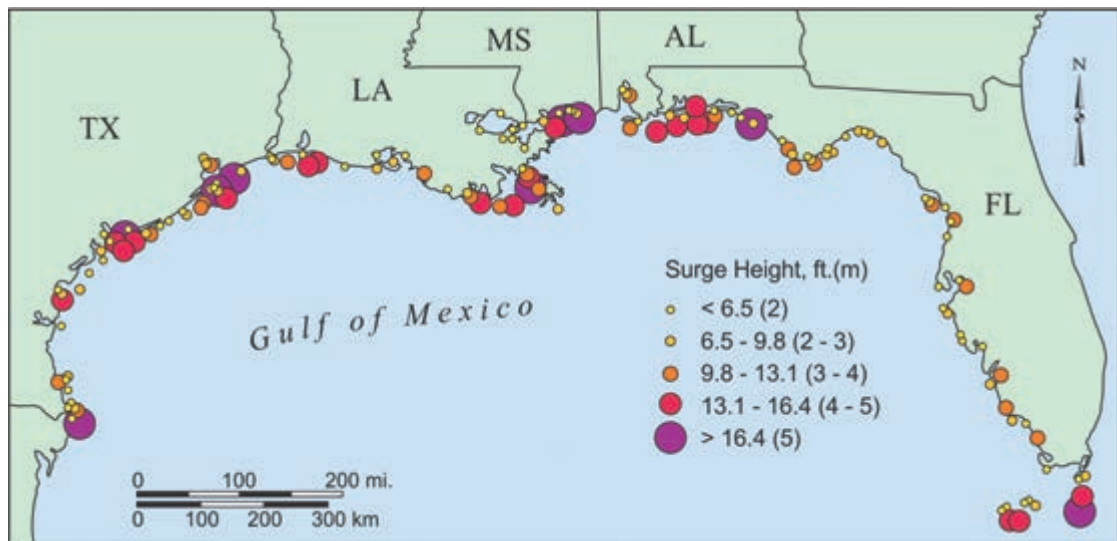 MS
AL
LA
TX
N
FL
Gulf of Mexico
Surge Height, ft.(m)
< 6.5 (2)
6.5 - 9.8 (2 - 3)
9.8 - 13.1 (3 - 4)
13.1 - 16.4 (4 - 5)
> 16.4 (5)
0 100 200 mi.
0 100 200 300 km